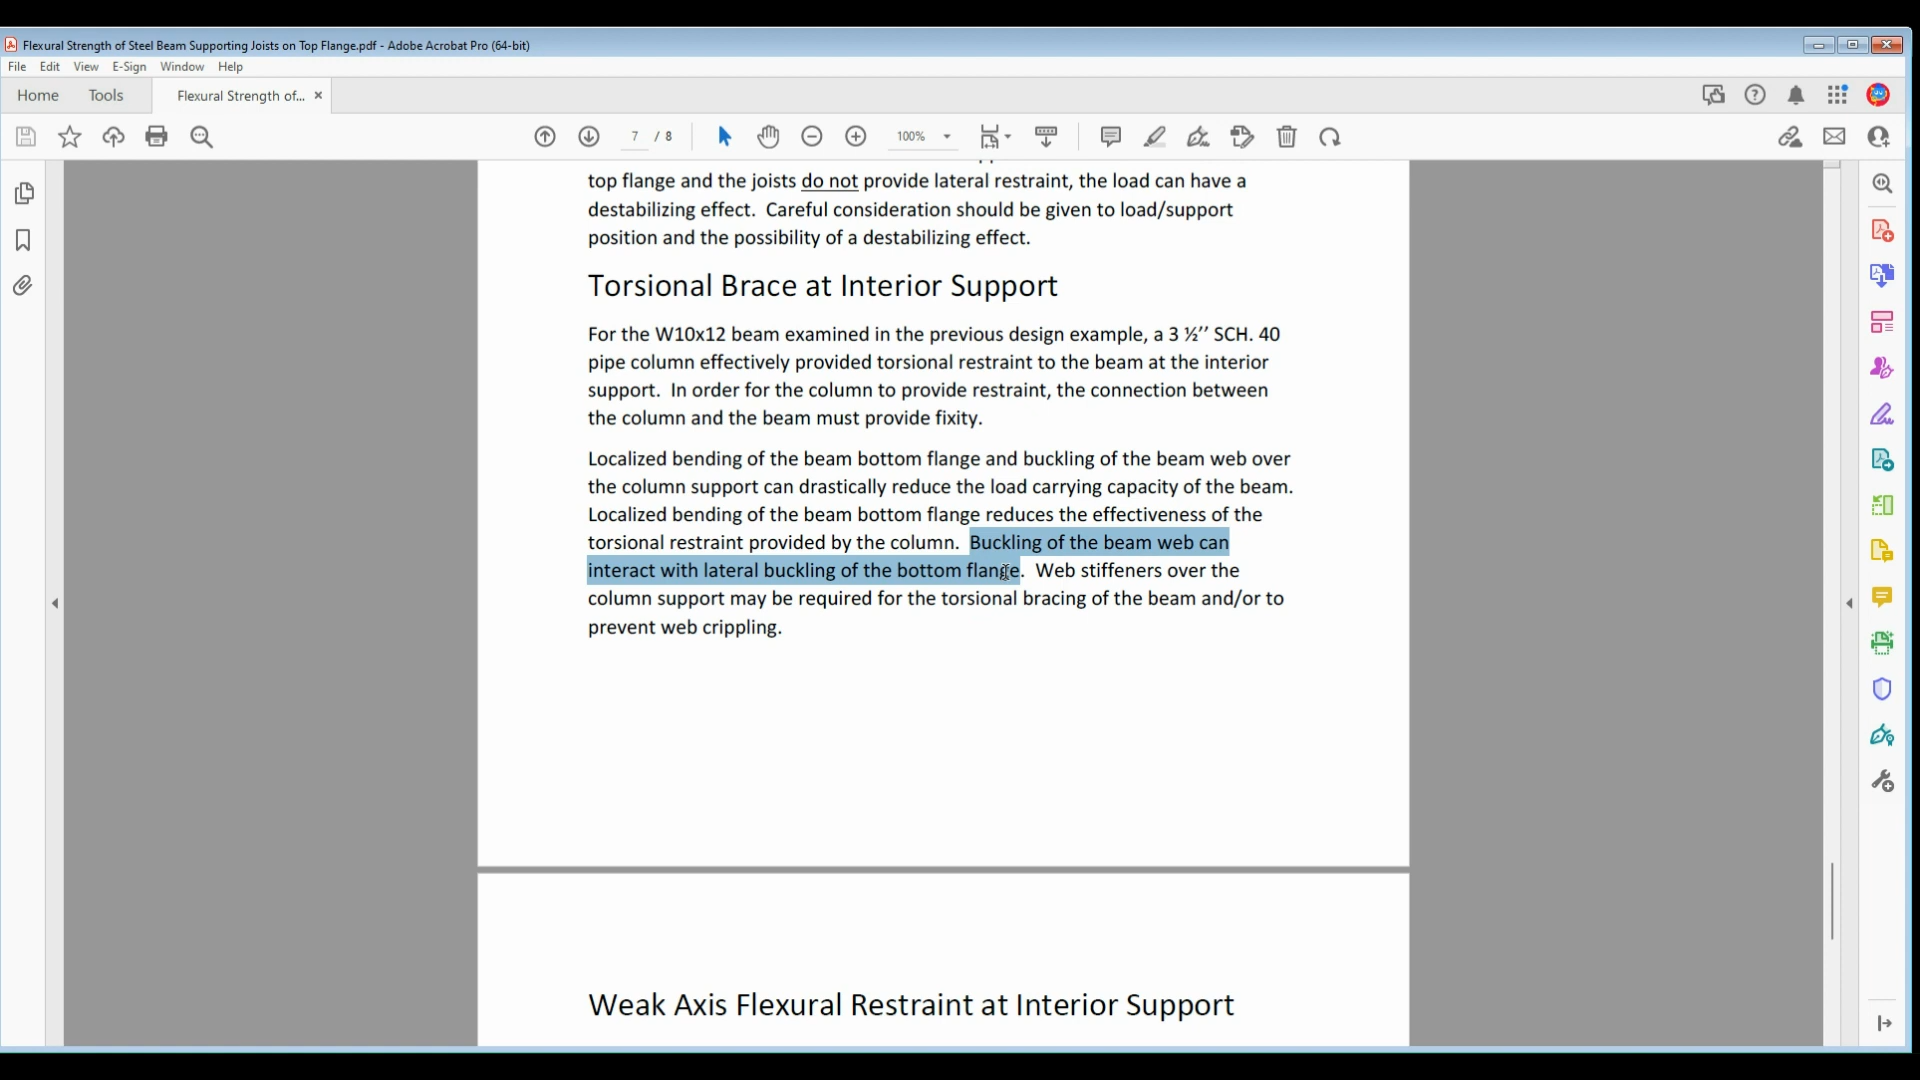 Flexural Strength of Steel Beam Supporting Joists on Top Flange.pdf - Adobe Acrobat Pro (64-bit)
File Edit View E-Sign Window Help
Home Tools Flexural Strength of... ×
7 / 8 100%
top flange and the joists do not provide lateral restraint, the load can have a
destabilizing effect.  Careful consideration should be given to load/support
position and the possibility of a destabilizing effect.
Torsional Brace at Interior Support
For the W10x12 beam examined in the previous design example, a 3 ½’’ SCH. 40
pipe column effectively provided torsional restraint to the beam at the interior
support.  In order for the column to provide restraint, the connection between
the column and the beam must provide fixity.
Localized bending of the beam bottom flange and buckling of the beam web over
the column support can drastically reduce the load carrying capacity of the beam.
Localized bending of the beam bottom flange reduces the effectiveness of the
torsional restraint provided by the column.  Buckling of the beam web can
interact with lateral buckling of the bottom flange.  Web stiffeners over the
column support may be required for the torsional bracing of the beam and/or to
prevent web crippling.
Weak Axis Flexural Restraint at Interior Support